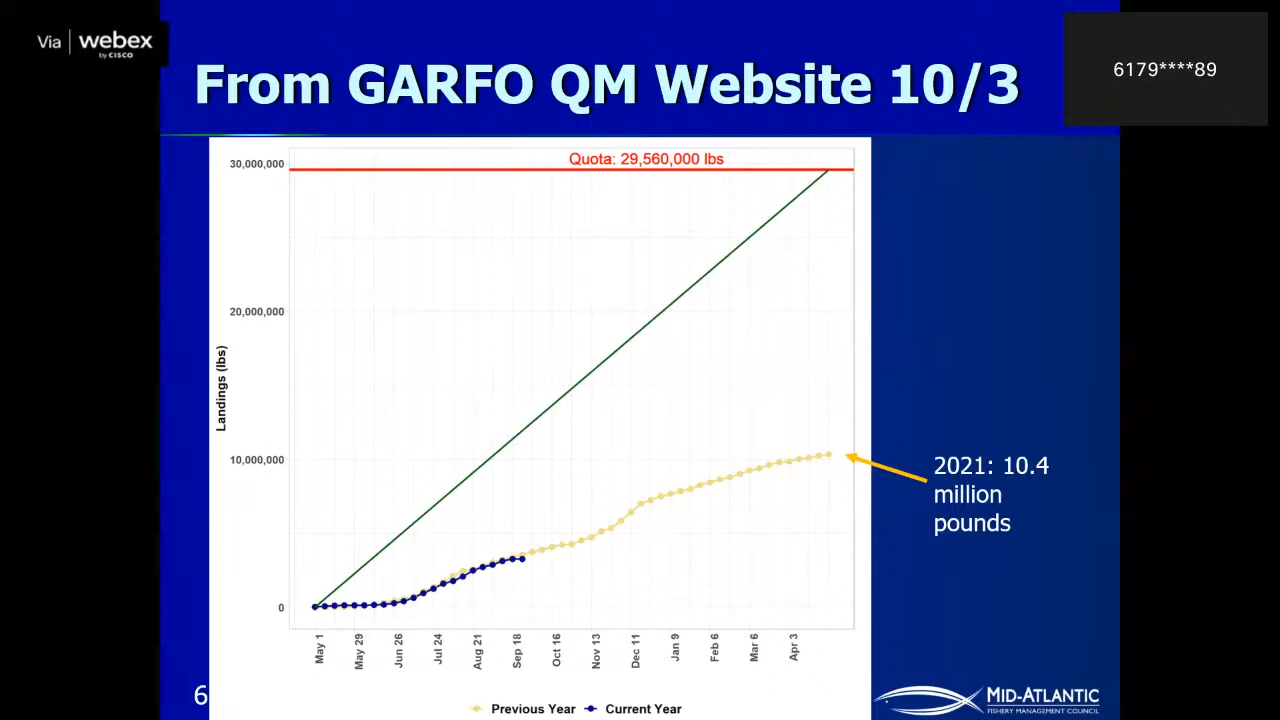 Via webex
by CISCO
From GARFO QM Website 10/3
6179****89
Quota: 29,560,000 lbs
30,000,000
20,000,000
10,000,000
0
Landings (lbs)
May 1
May 29
Jun 26
Jul 24
Aug 21
Sep 18
Oct 16
Nov 13
Dec 11
Jan 9
Feb 6
Mar 6
Apr 3
Previous Year
Current Year
2021: 10.4
million
pounds
6
MID-ATLANTIC
FISHERY MANAGEMENT COUNCIL